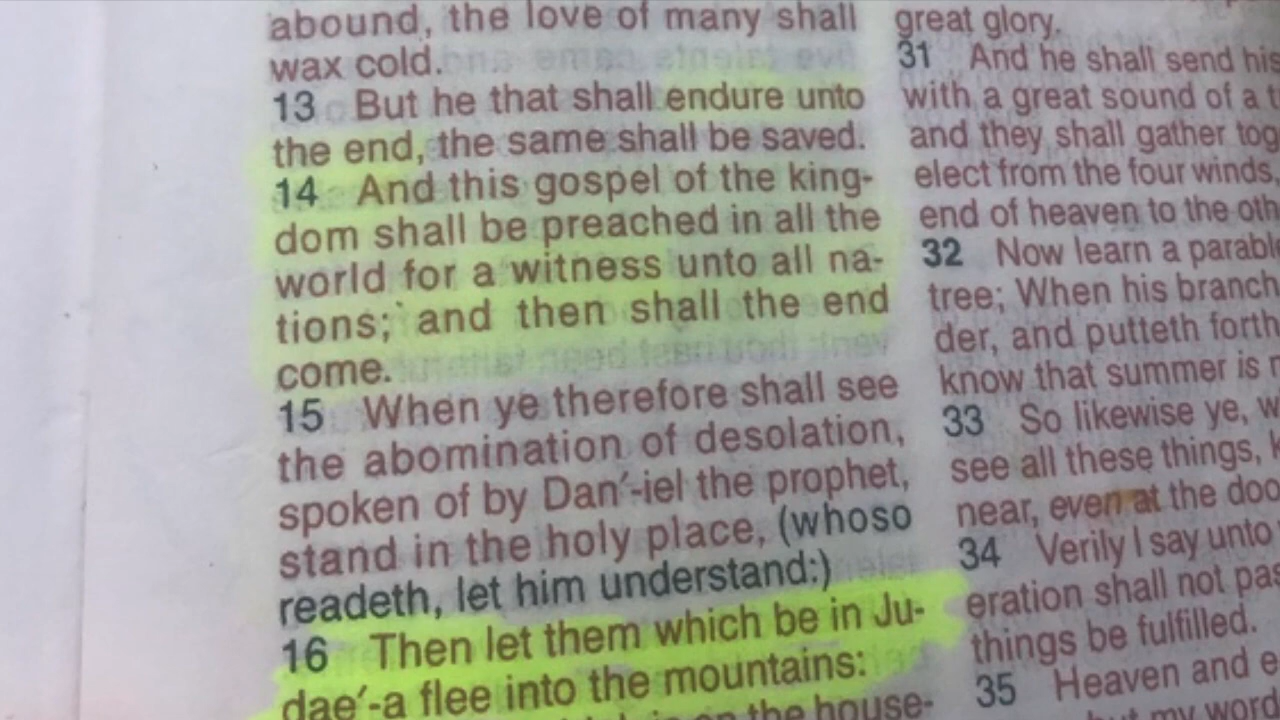 abound, the love of many shall
wax cold.
13 But he that shall endure unto
the end, the same shall be saved.
14 And this gospel of the king-
dom shall be preached in all the
world for a witness unto all na-
tions; and then shall the end
come.
15 When ye therefore shall see
the abomination of desolation,
spoken of by Dan′-iel the prophet,
stand in the holy place, (whoso
readeth, let him understand:)
16 Then let them which be in Ju-
dae′-a flee into the mountains:
on the house-
great glory.
31 And he shall send his
with a great sound of a
and they shall gather tog
elect from the four winds,
end of heaven to the oth
32 Now learn a parabl
tree; When his branch
der, and putteth forth
know that summer is
33 So likewise ye, w
see all these things, k
near, even at the doo
34 Verily I say unto
eration shall not pas
things be fulfilled.
35 Heaven and e
but my word